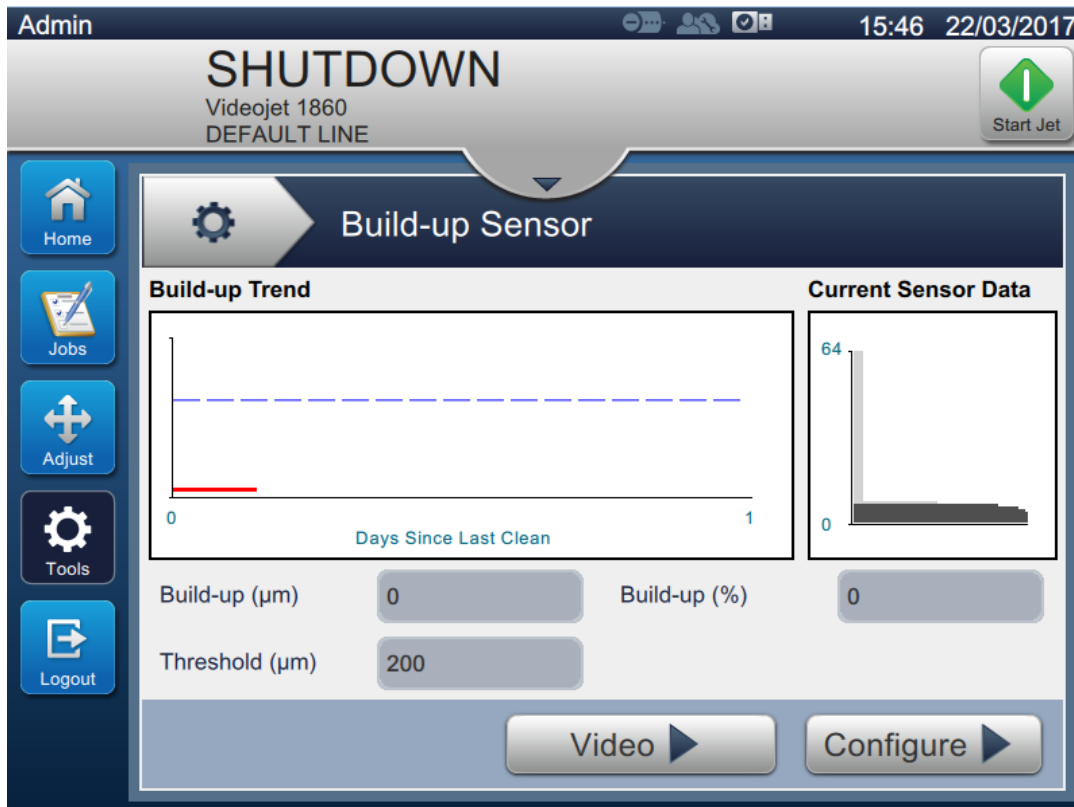 Admin
15:46 22/03/2017
SHUTDOWN
Videojet 1860
DEFAULT LINE
Start Jet
Home
Jobs
Adjust
Tools
Logout
Build-up Sensor
Build-up Trend
0
1
Days Since Last Clean
Current Sensor Data
64
0
Build-up (μm)
0
Build-up (%)
0
Threshold (μm)
200
Video
Configure